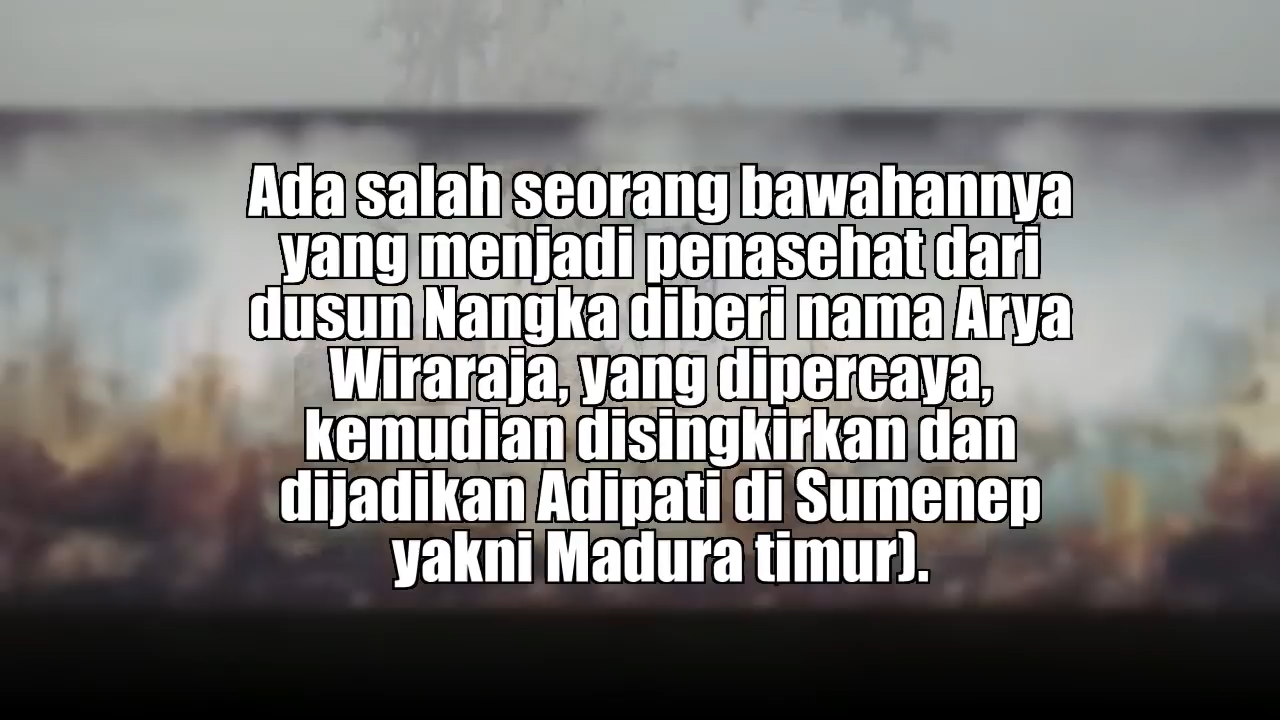 Ada salah seorang bawahannya
yang menjadi penasehat dari
dusun Nangka diberi nama Arya
Wiraraja, yang dipercaya,
kemudian disingkirkan dan
dijadikan Adipati di Sumenep
yakni Madura timur).